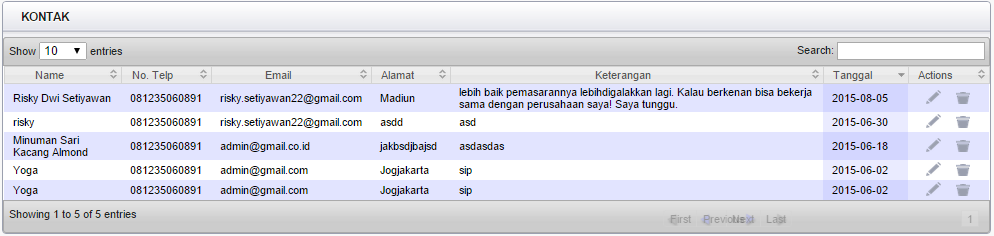 KONTAK
Show 10 entries Search:
Name No. Telp Email Alamat Keterangan Tanggal Actions
Risky Dwi Setiyawan 081235060891 risky.setiyawan22@gmail.com Madiun lebih baik pemasarannya lebihdigalakkan lagi. Kalau berkenan bisa bekerja 2015-08-05
sama dengan perusahaan saya! Saya tunggu.
risky 081235060891 risky.setiyawan22@gmail.com asdd asd 2015-06-30
Minuman Sari 081235060891 admin@gmail.co.id jakbsdjbajsd asdasdas 2015-06-18
Kacang Almond
Yoga 081235060891 admin@gmail.com Jogjakarta sip 2015-06-02
Yoga 081235060891 admin@gmail.com Jogjakarta sip 2015-06-02
Showing 1 to 5 of 5 entries
First Previous Next Last 1